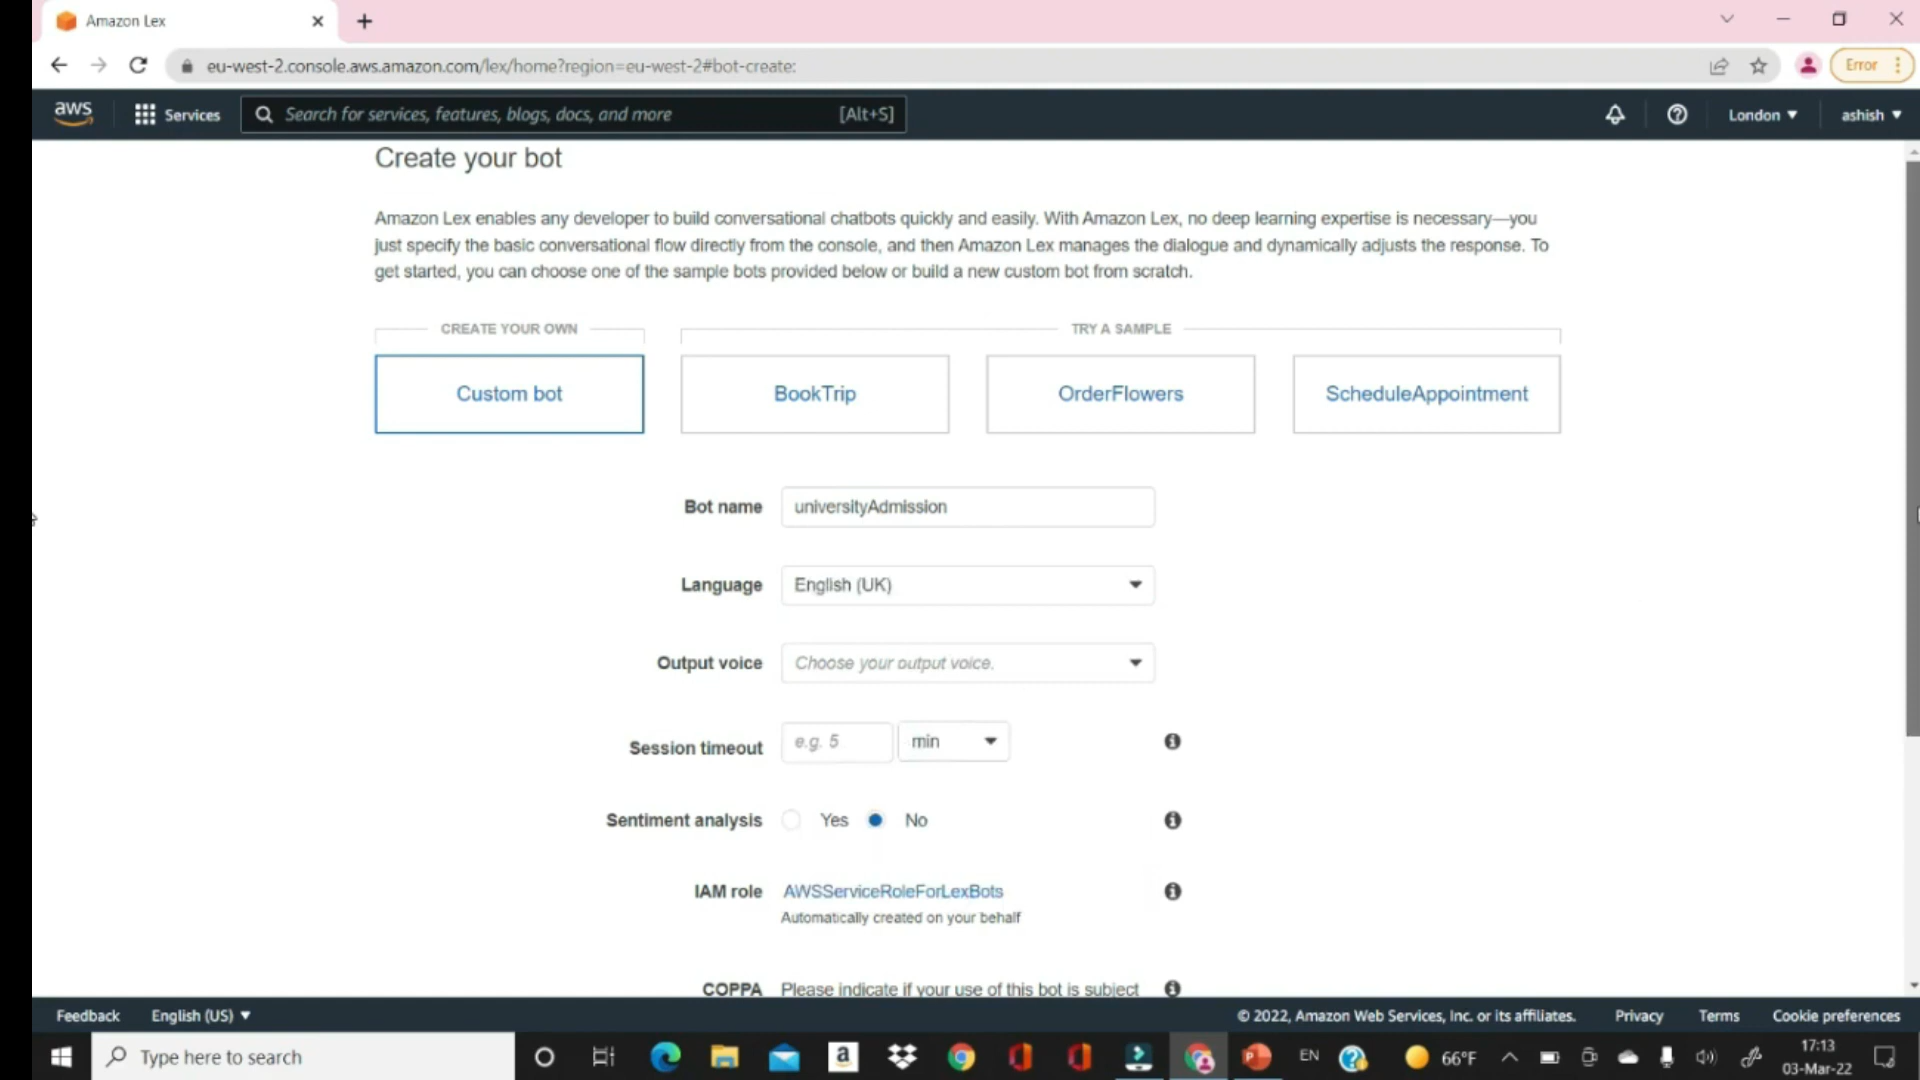 Amazon Lex
eu-west-2.console.aws.amazon.com/lex/home?region=eu-west-2#bot-create:
Error
aws
Services
Search for services, features, blogs, docs, and more
[Alt+S]
London
ashish
Create your bot
Amazon Lex enables any developer to build conversational chatbots quickly and easily. With Amazon Lex, no deep learning expertise is necessary—you
just specify the basic conversational flow directly from the console, and then Amazon Lex manages the dialogue and dynamically adjusts the response. To
get started, you can choose one of the sample bots provided below or build a new custom bot from scratch.
CREATE YOUR OWN
TRY A SAMPLE
Custom bot
BookTrip
OrderFlowers
ScheduleAppointment
Bot name
universityAdmission
Language
English (UK)
Output voice
Choose your output voice.
Session timeout
e.g. 5
min
Sentiment analysis
Yes
No
IAM role
AWSServiceRoleForLexBots
Automatically created on your behalf
COPPA
Please indicate if your use of this bot is subject
Feedback
English (US)
© 2022, Amazon Web Services, Inc. or its affiliates.
Privacy
Terms
Cookie preferences
Type here to search
EN
66°F
17:13
03-Mar-22